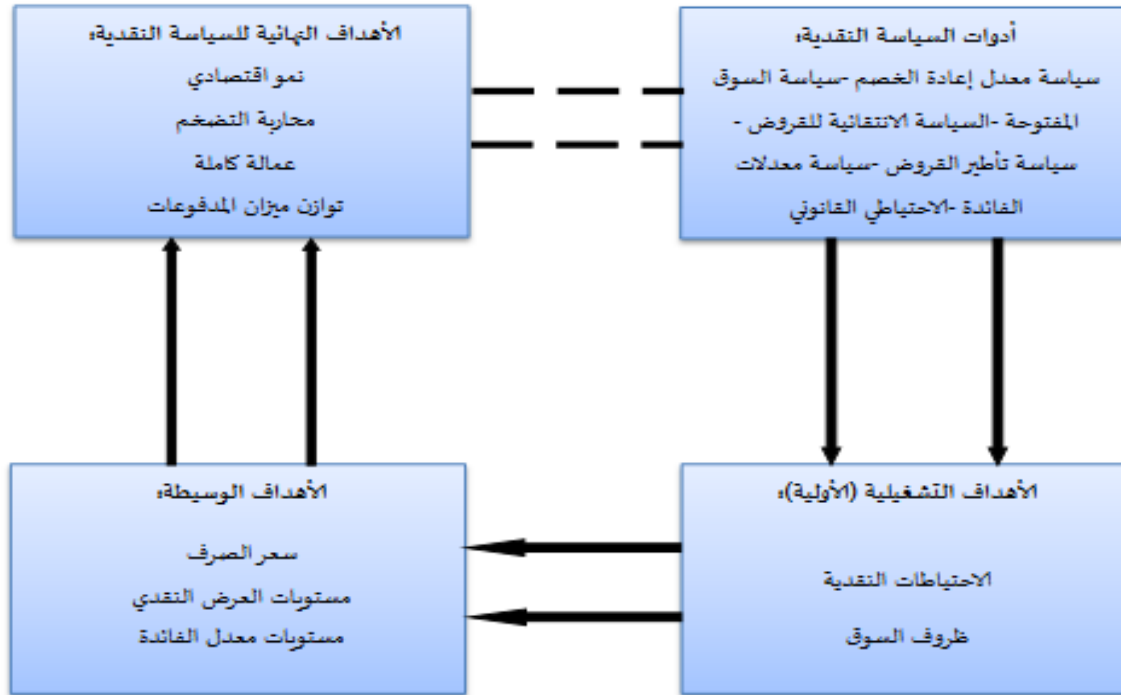 أدوات السياسة النقدية:
سياسة معدل إعادة الخصم -سياسة السوق
المفتوحة -السياسة الانتقائية للقروض -
سياسة تأطير القروض -سياسة معدلات
الفائدة -الاحتياطي القانوني
الأهداف النهائية للسياسة النقدية:
نمو اقتصادي
محاربة التضخم
عمالة كاملة
توازن ميزان المدفوعات
الأهداف التشغيلية (الأولية):
الاحتياطات النقدية
ظروف السوق
الأهداف الوسيطة:
سعر الصرف
مستويات العرض النقدي
مستويات معدل الفائدة